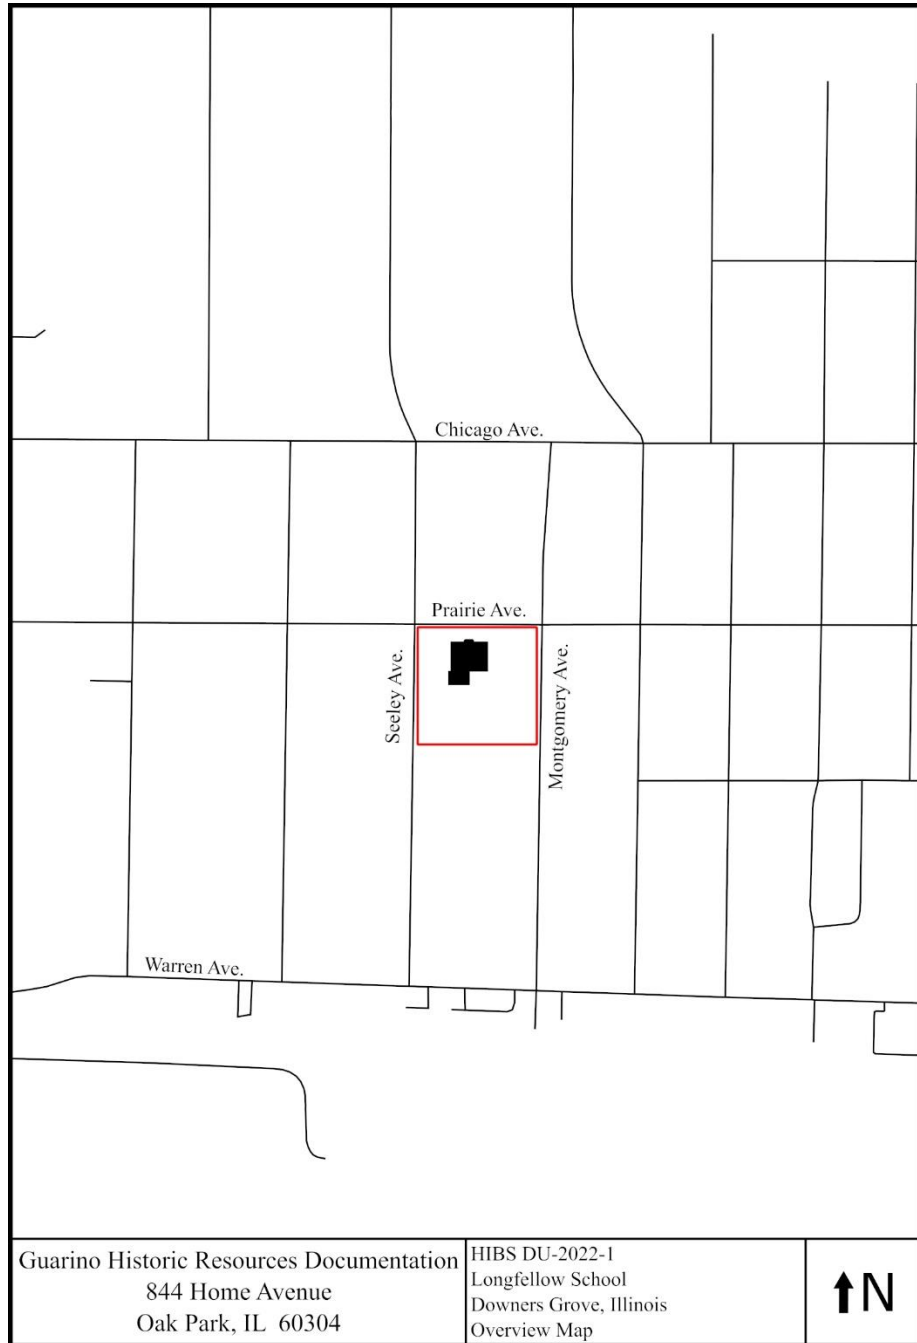 Chicago Ave.
Prairie Ave.
Seeley Ave.
Montgomery Ave.
Warren Ave.
Guarino Historic Resources Documentation
844 Home Avenue
Oak Park, IL 60304
HIBS DU-2022-1
Longfellow School
Downers Grove, Illinois
Overview Map
N